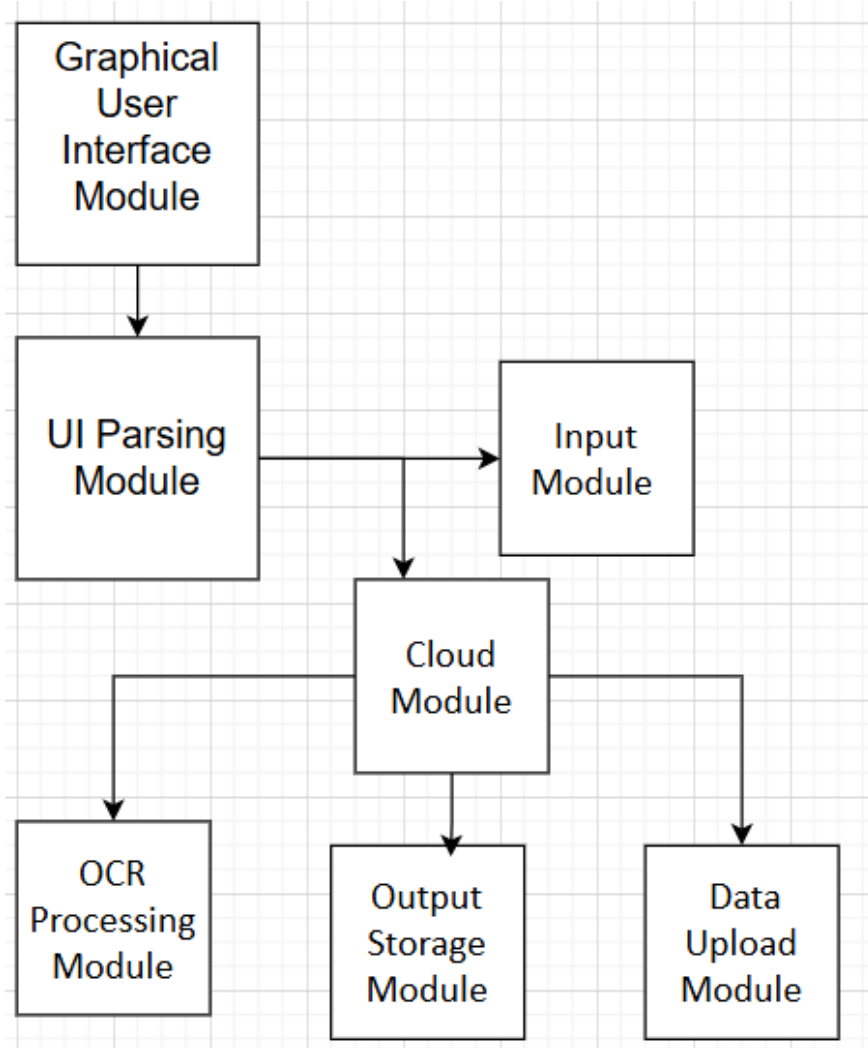 Graphical
User
Interface
Module
UI Parsing
Module
Input
Module
Cloud
Module
OCR
Processing
Module
Output
Storage
Module
Data
Upload
Module